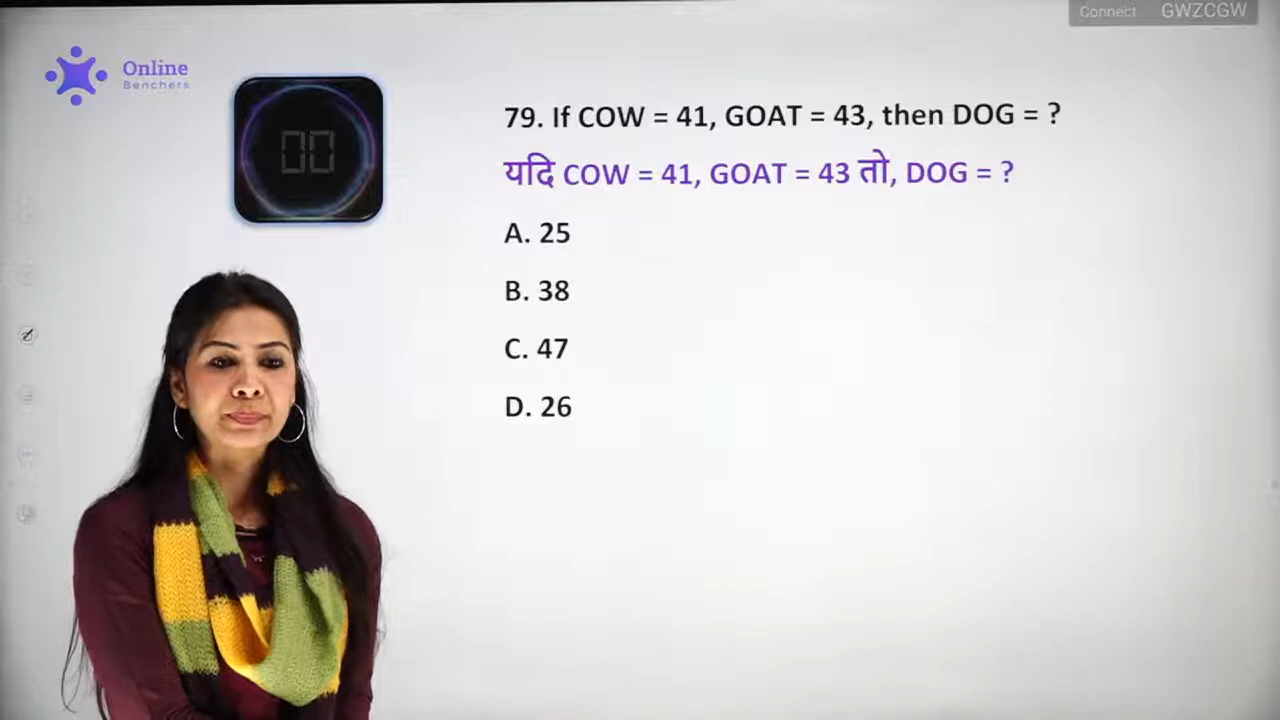 Connect GWZCGW
Online
Benchers
00
79. If COW = 41, GOAT = 43, then DOG = ?
यदि COW = 41, GOAT = 43 तो, DOG = ?
A. 25
B. 38
C. 47
D. 26